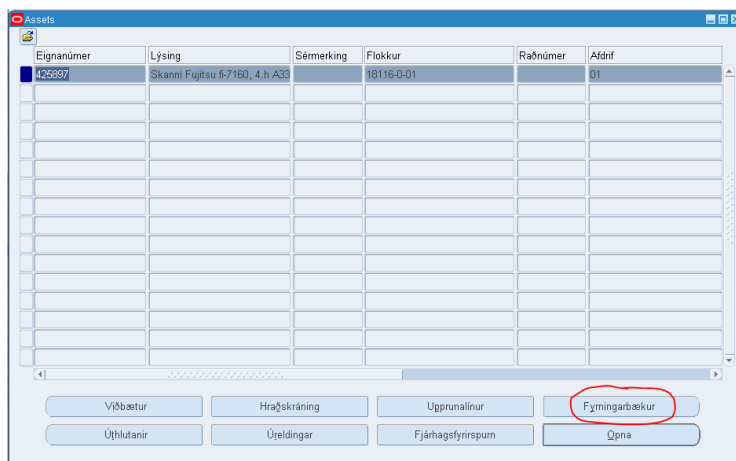 Assets
Eignanúmer Lýsing Sérmerking Flokkur Raðnúmer Afdrif
425897 Skanni Fujitsu fi-7160, 4.h A33 18116-0-01 01
Viðbætur Hraðskráning Upprunalínur Fyrningarbækur
Úthlutanir Úreldingar Fjárhagsfyrirspurn Opna